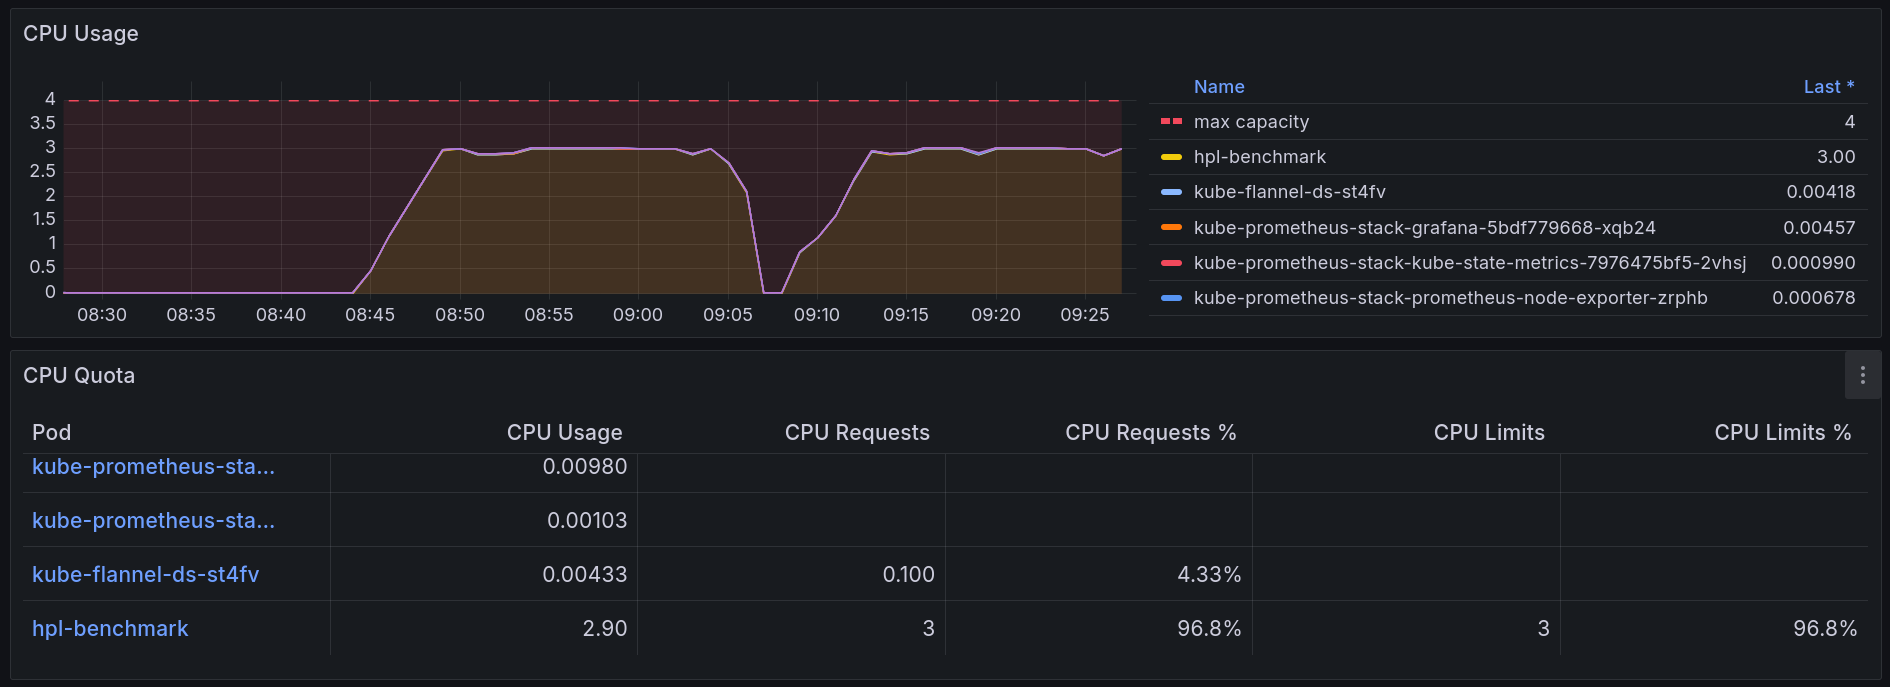 CPU Usage
4
3.5
3
2.5
2
1.5
1
0.5
0
08:30 08:35 08:40 08:45 08:50 08:55 09:00 09:05 09:10 09:15 09:20 09:25
Name Last *
max capacity 4
hpl-benchmark 3.00
kube-flannel-ds-st4fv 0.00418
kube-prometheus-stack-grafana-5bdf779668-xqb24 0.00457
kube-prometheus-stack-kube-state-metrics-7976475bf5-2vhsj 0.000990
kube-prometheus-stack-prometheus-node-exporter-zrphb 0.000678
CPU Quota
Pod CPU Usage CPU Requests CPU Requests % CPU Limits CPU Limits %
kube-prometheus-sta... 0.00980
kube-prometheus-sta... 0.00103
kube-flannel-ds-st4fv 0.00433 0.100 4.33%
hpl-benchmark 2.90 3 96.8% 3 96.8%